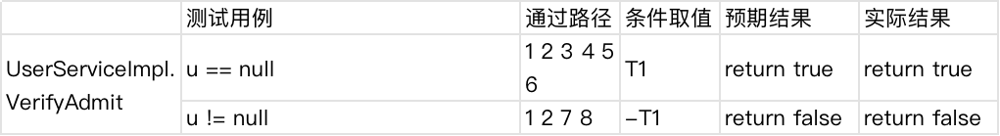 测试用例 通过路径 条件取值 预期结果 实际结果
UserServiceImpl.VerifyAdmit u == null 1 2 3 4 5 6 T1 return true return true
u != null 1 2 7 8 –T1 return false return false